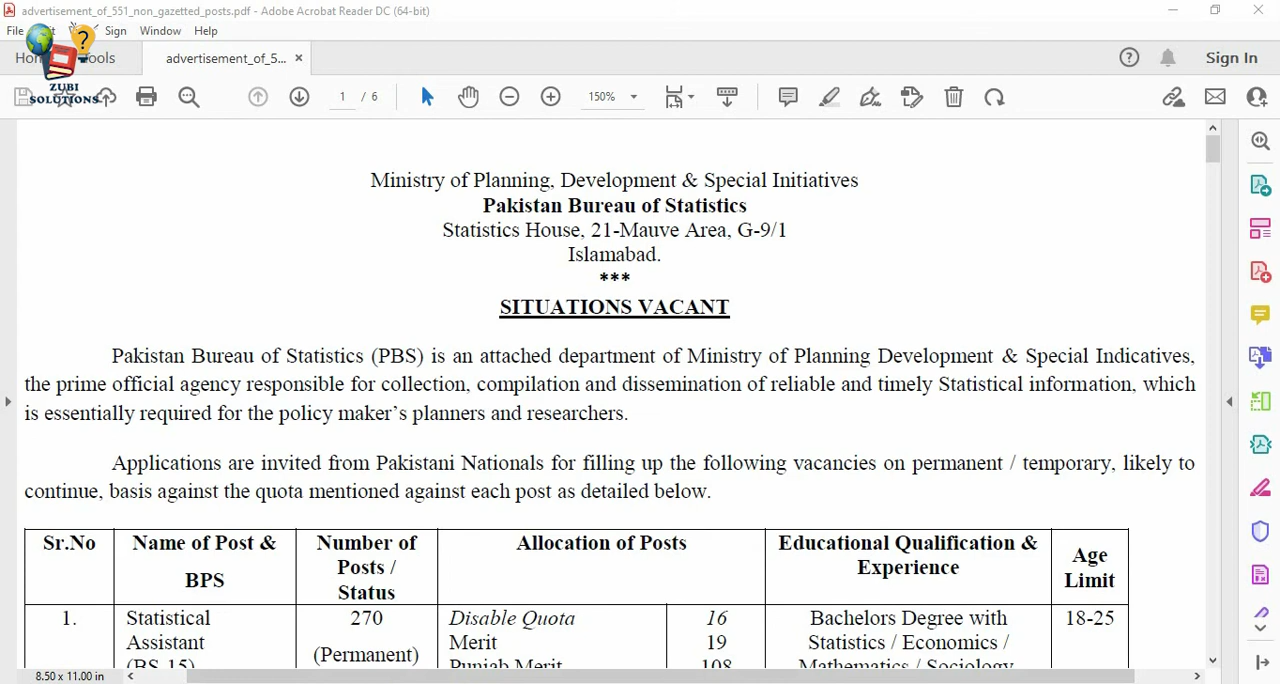 advertisement_of_551_non_gazetted_posts.pdf - Adobe Acrobat Reader DC (64-bit)
File Sign Window Help
ZUBI
SOLUTIONS
advertisement_of_5... ×
Sign In
1 / 6 150%
Ministry of Planning, Development & Special Initiatives
Pakistan Bureau of Statistics
Statistics House, 21-Mauve Area, G-9/1
Islamabad.
***
SITUATIONS VACANT
Pakistan Bureau of Statistics (PBS) is an attached department of Ministry of Planning Development & Special Indicatives,
the prime official agency responsible for collection, compilation and dissemination of reliable and timely Statistical information, which
is essentially required for the policy maker's planners and researchers.
Applications are invited from Pakistani Nationals for filling up the following vacancies on permanent / temporary, likely to
continue, basis against the quota mentioned against each post as detailed below.
Sr.No
Name of Post &
BPS
Number of
Posts /
Status
Allocation of Posts
Educational Qualification &
Experience
Age
Limit
1.
Statistical
Assistant
(BS-15)
270
(Permanent)
Disable Quota 16
Merit 19
Punjab Merit 108
Bachelors Degree with
Statistics / Economics /
Mathematics / Sociology
18-25
8.50 x 11.00 in